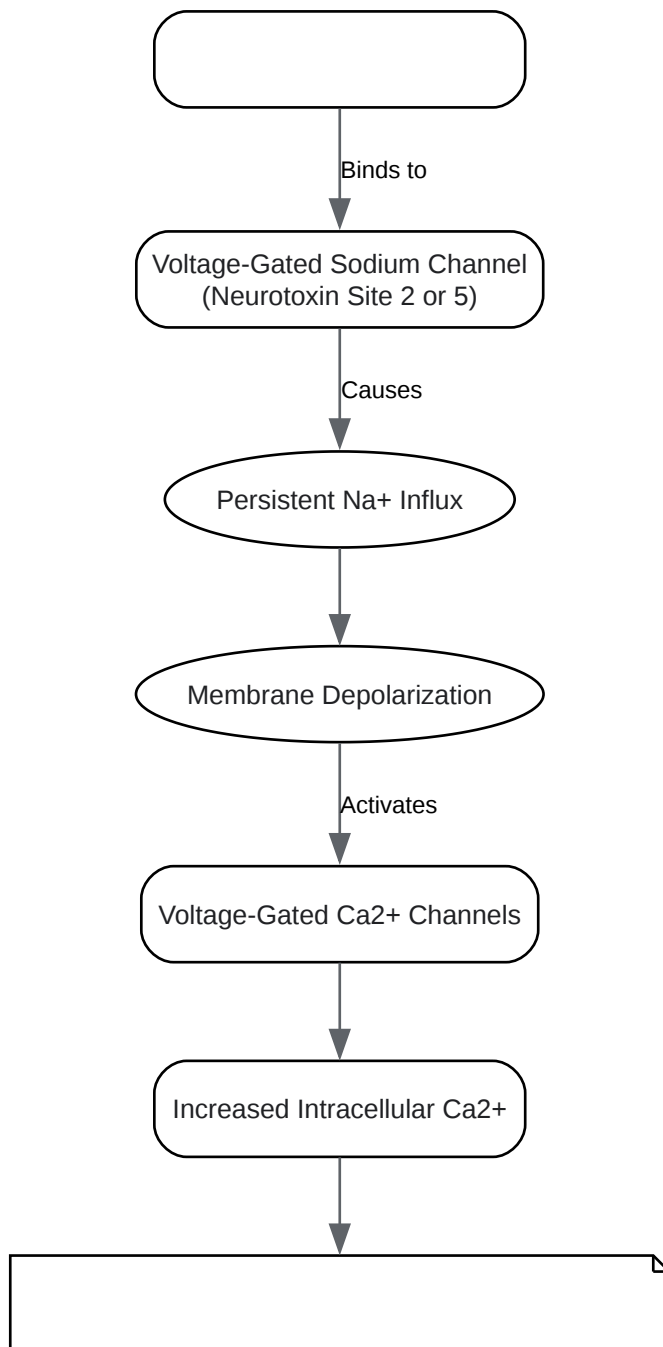 Binds to
Voltage-Gated Sodium Channel
(Neurotoxin Site 2 or 5)
Causes
Persistent Na+ Influx
Membrane Depolarization
Activates
Voltage-Gated Ca2+ Channels
Increased Intracellular Ca2+